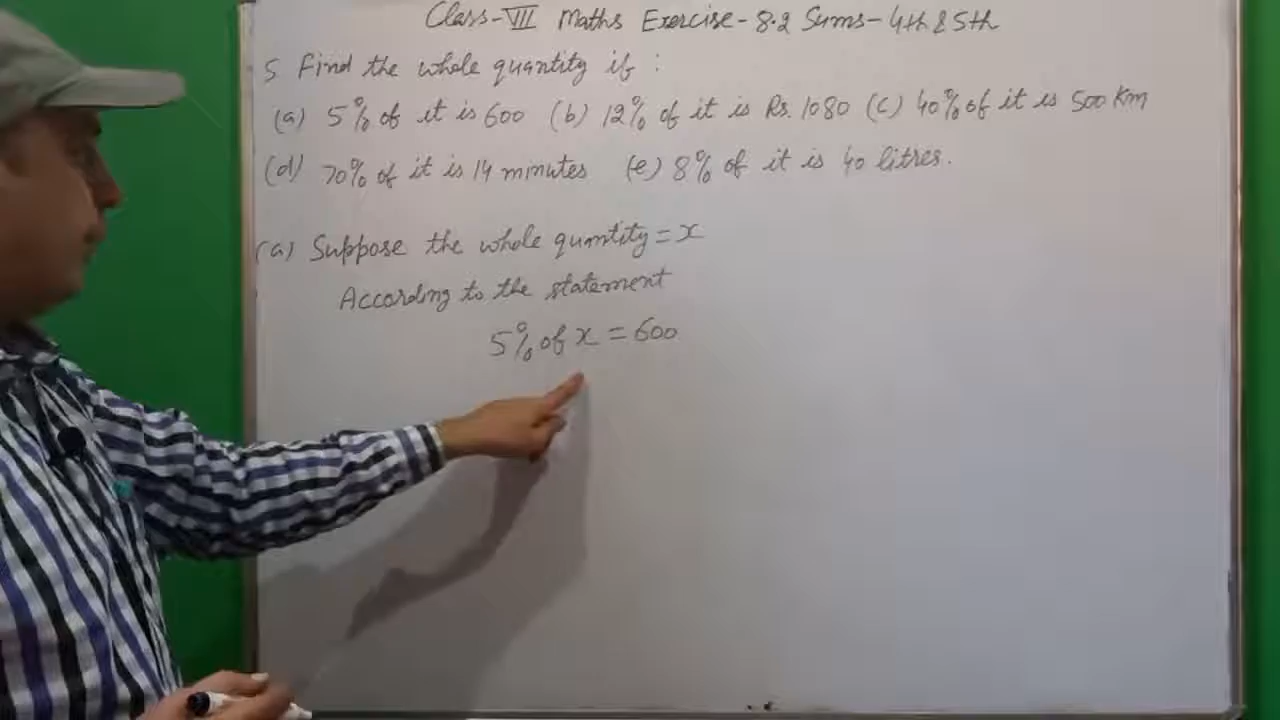 Class-VII Maths Exercise-8.2 Sums-4th & 5th
5 Find the whole quantity if :
(a) 5% of it is 600 (b) 12% of it is Rs. 1080 (c) 40% of it is 500 Km
(d) 70% of it is 14 minutes (e) 8% of it is 40 litres.
(a) Suppose the whole quantity = x
According to the statement
5% of x = 600